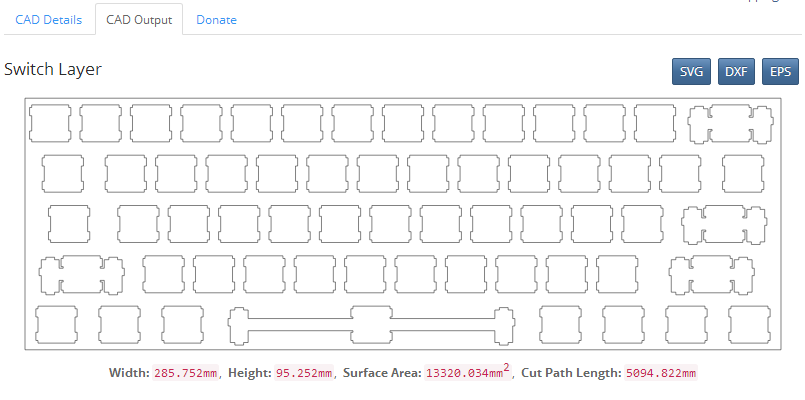 CAD Details CAD Output Donate
Switch Layer SVG DXF EPS
Width: 285.752mm, Height: 95.252mm, Surface Area: 13320.034mm², Cut Path Length: 5094.822mm